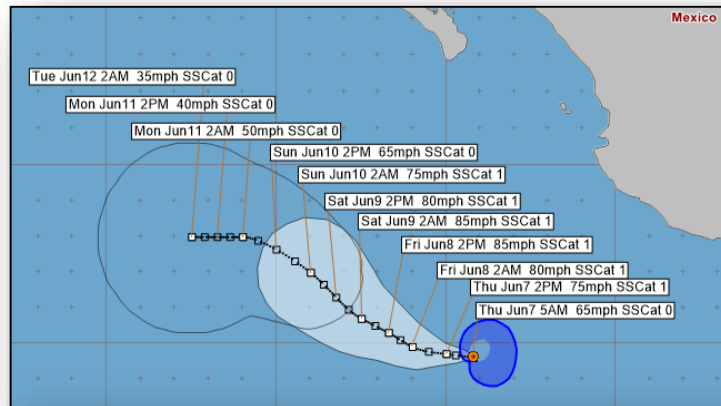 Mexico
Tue Jun12 2AM 35mph SSCat 0
Mon Jun11 2PM 40mph SSCat 0
Mon Jun11 2AM 50mph SSCat 0
Sun Jun10 2PM 65mph SSCat 0
Sun Jun10 2AM 75mph SSCat 1
Sat Jun9 2PM 80mph SSCat 1
Sat Jun9 2AM 85mph SSCat 1
Fri Jun8 2PM 85mph SSCat 1
Fri Jun8 2AM 80mph SSCat 1
Thu Jun7 2PM 75mph SSCat 1
Thu Jun7 5AM 65mph SSCat 0